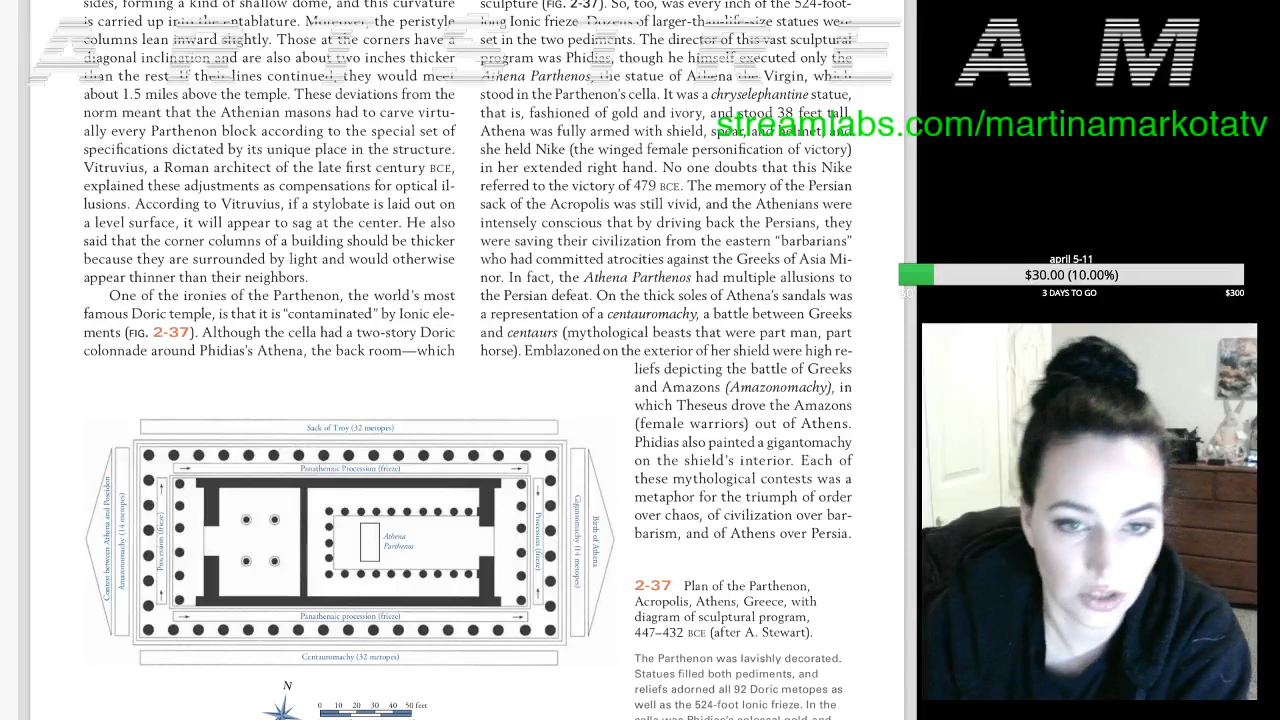 sides, forming a kind of shallow dome, and this curvature
is carried up into the entablature. Moreover, the peristyle
columns lean inward slightly. Those at the corners have a
diagonal inclination and are also about two inches thicker
than the rest. If their lines continued, they would meet
about 1.5 miles above the temple. These deviations from the
norm meant that the Athenian masons had to carve virtu-
ally every Parthenon block according to the special set of
specifications dictated by its unique place in the structure.
Vitruvius, a Roman architect of the late first century BCE,
explained these adjustments as compensations for optical il-
lusions. According to Vitruvius, if a stylobate is laid out on
a level surface, it will appear to sag at the center. He also
said that the corner columns of a building should be thicker
because they are surrounded by light and would otherwise
appear thinner than their neighbors.
One of the ironies of the Parthenon, the world's most
famous Doric temple, is that it is "contaminated" by Ionic ele-
ments (FIG. 2-37). Although the cella had a two-story Doric
colonnade around Phidias's Athena, the back room—which
sculpture (FIG. 2-37). So, too, was every inch of the 524-foot-
long Ionic frieze. Dozens of larger-than-life-size statues were
set in the two pediments. The director of this vast sculptural
program was Phidias, though he himself executed only the
Athena Parthenos, the statue of Athena the Virgin, which
stood in the Parthenon's cella. It was a chryselephantine statue,
that is, fashioned of gold and ivory, and stood 38 feet tall.
Athena was fully armed with shield, spear, and helmet, and
she held Nike (the winged female personification of victory)
in her extended right hand. No one doubts that this Nike
referred to the victory of 479 BCE. The memory of the Persian
sack of the Acropolis was still vivid, and the Athenians were
intensely conscious that by driving back the Persians, they
were saving their civilization from the eastern "barbarians"
who had committed atrocities against the Greeks of Asia Mi-
nor. In fact, the Athena Parthenos had multiple allusions to
the Persian defeat. On the thick soles of Athena's sandals was
a representation of a centauromachy, a battle between Greeks
and centaurs (mythological beasts that were part man, part
horse). Emblazoned on the exterior of her shield were high re-
liefs depicting the battle of Greeks
and Amazons (Amazonomachy), in
which Theseus drove the Amazons
(female warriors) out of Athens.
Phidias also painted a gigantomachy
on the shield's interior. Each of
these mythological contests was a
metaphor for the triumph of order
over chaos, of civilization over bar-
barism, and of Athens over Persia.
Sack of Troy (32 metopes)
Panathenaic Procession (frieze)
Contest between Athena and Poseidon
Amazonomachy (14 metopes)
Procession (frieze)
Athena
Parthenos
Procession (frieze)
Gigantomachy (14 metopes)
Birth of Athena
Panathenaic procession (frieze)
Centauromachy (32 metopes)
N
0 10 20 30 40 50 feet
2-37 Plan of the Parthenon,
Acropolis, Athens, Greece, with
diagram of sculptural program,
447–432 BCE (after A. Stewart).
The Parthenon was lavishly decorated.
Statues filled both pediments, and
reliefs adorned all 92 Doric metopes as
well as the 524-foot Ionic frieze. In the
cella was Phidias's colossal gold-and-
A M
streamlabs.com/martinamarkotatv
april 5-11
$30.00 (10.00%)
$0
3 DAYS TO GO
$300